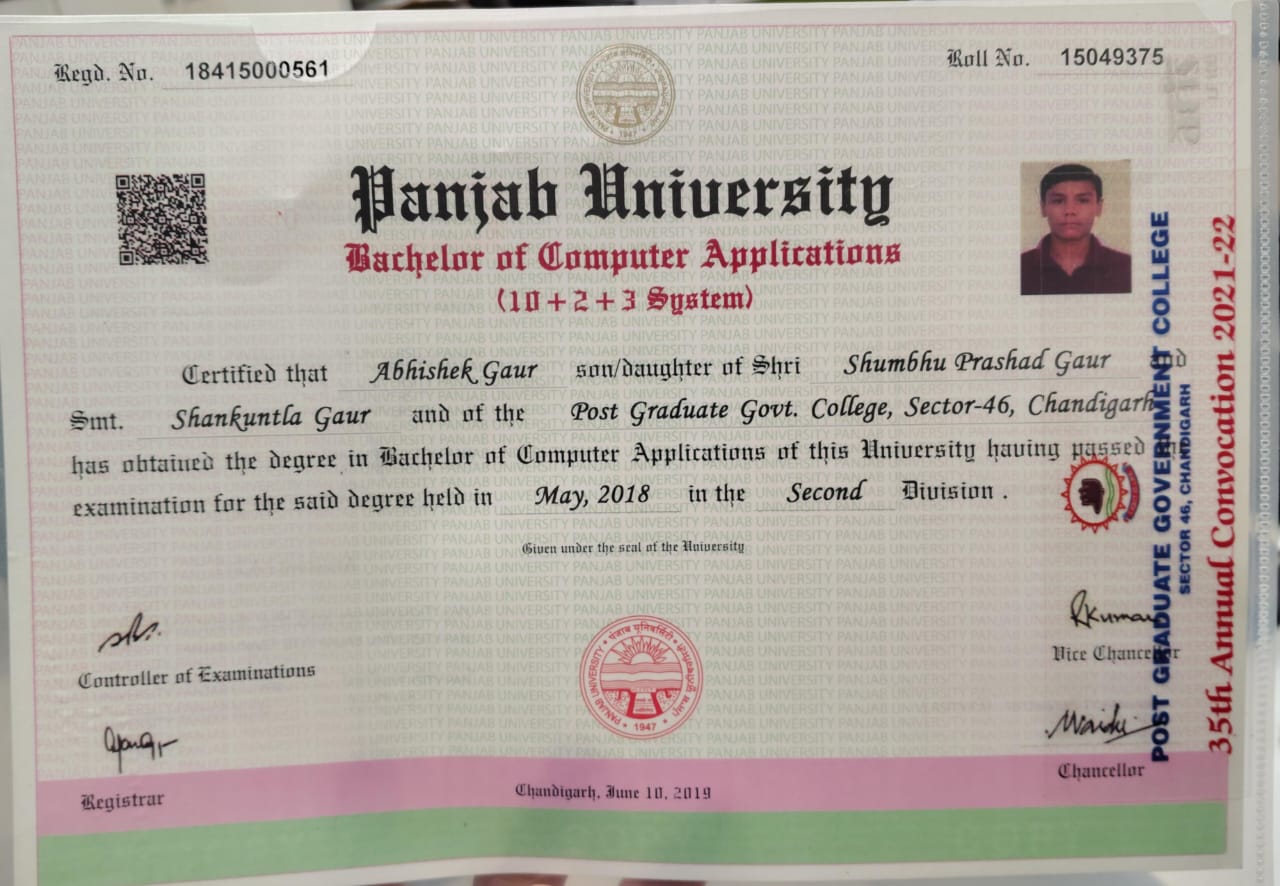 Regd. No. 18415000561
Roll No. 15049375
Panjab University
Bachelor of Computer Applications
(10+2+3 System)
Certified that Abhishek Gaur son/daughter of Shri Shumbhu Prashad Gaur and
Smt. Shankuntla Gaur and of the Post Graduate Govt. College, Sector-46, Chandigarh
has obtained the degree in Bachelor of Computer Applications of this University having passed the
examination for the said degree held in May, 2018 in the Second Division .
Given under the seal of the University
Controller of Examinations
RKumar
Vice Chancellor
PANJAB UNIVERSITY
पंजाब यूनिवर्सिटी
1947
Registrar
Chandigarh, June 10, 2019
Chancellor
POST GRADUATE GOVERNMENT COLLEGE
SECTOR 46, CHANDIGARH
35th Annual Convocation 2021-22